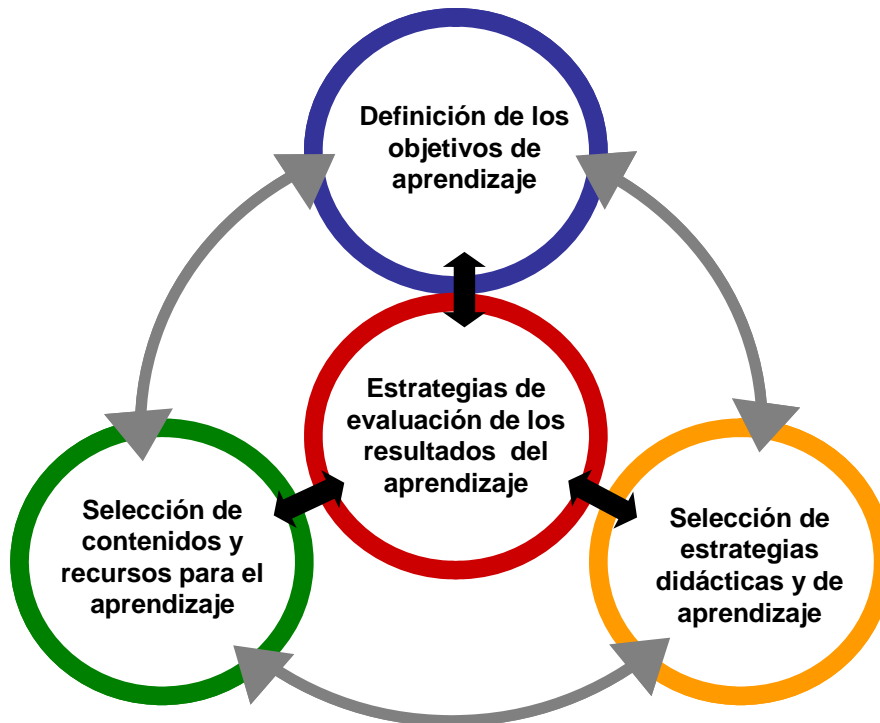 Definición de los
objetivos de
aprendizaje
Estrategias de
evaluación de los
resultados del
aprendizaje
Selección de
contenidos y
recursos para el
aprendizaje
Selección de
estrategias
didácticas y de
aprendizaje